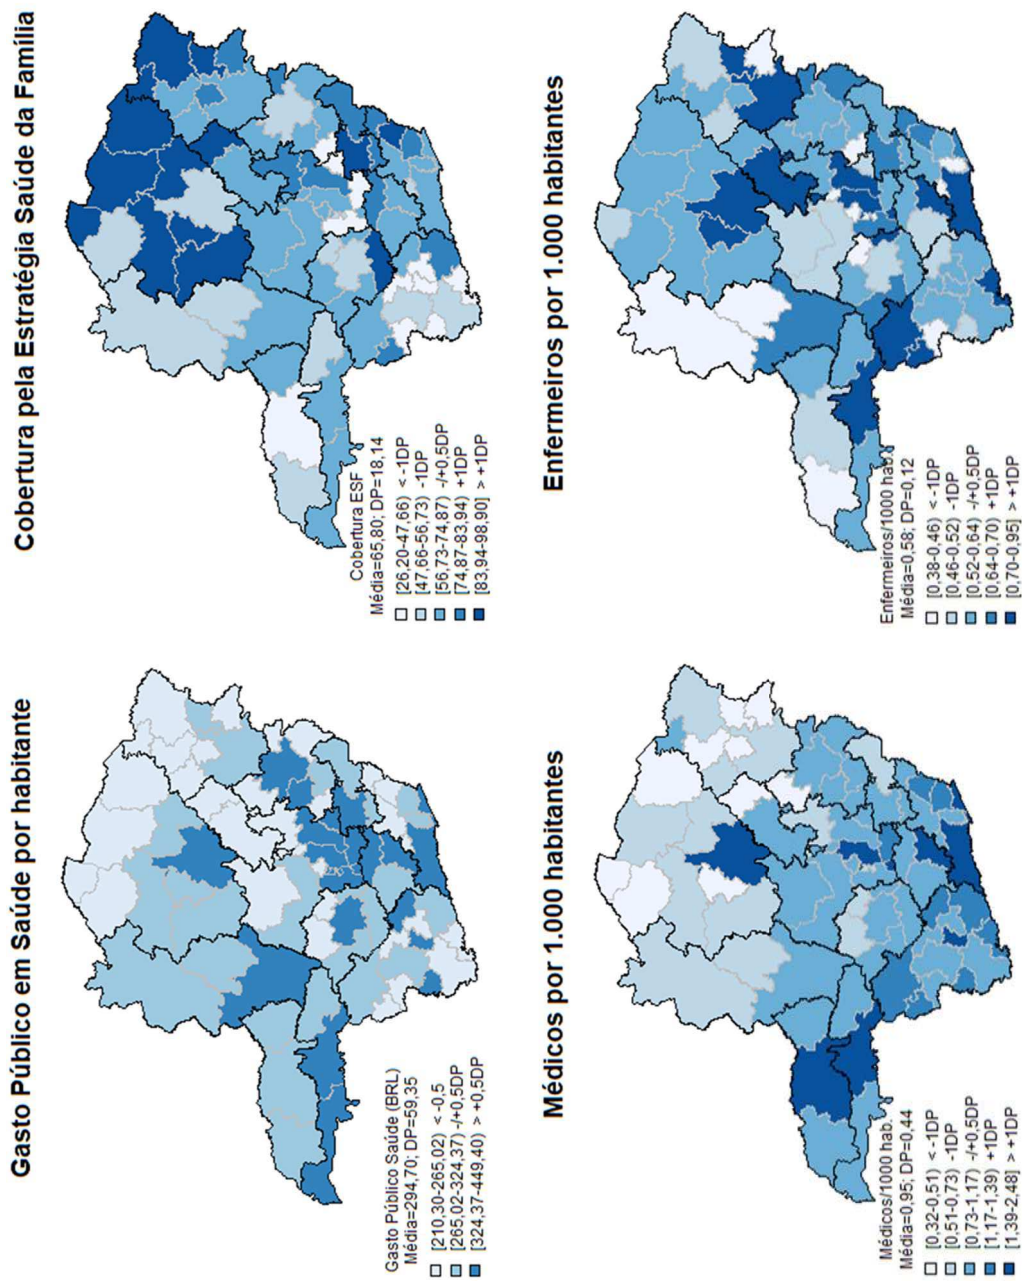 Gasto Público em Saúde por habitante
Gasto Público Saúde (BRL)
Média=294,70; DP=59,35
[210,30-265,02) < -0,5
[265,02-324,37) -/+0,5DP
[324,37-449,40) > +0,5DP
Cobertura pela Estratégia Saúde da Família
Cobertura ESF
Média=65,80; DP=18,14
[26,20-47,66) < -1DP
[47,66-56,73) -1DP
[56,73-74,87) -/+0,5DP
[74,87-83,94) +1DP
[83,94-98,90] > +1DP
Médicos por 1.000 habitantes
Médicos/1000 hab.
Média=0,95; DP=0,44
[0,32-0,51) < -1DP
[0,51-0,73) -1DP
[0,73-1,17) -/+0,5DP
[1,17-1,39) +1DP
[1,39-2,48] > +1DP
Enfermeiros por 1.000 habitantes
Enfermeiros/1000 hab.
Média=0,58; DP=0,12
[0,38-0,46) < -1DP
[0,46-0,52) -1DP
[0,52-0,64) -/+0,5DP
[0,64-0,70) +1DP
[0,70-0,95] > +1DP